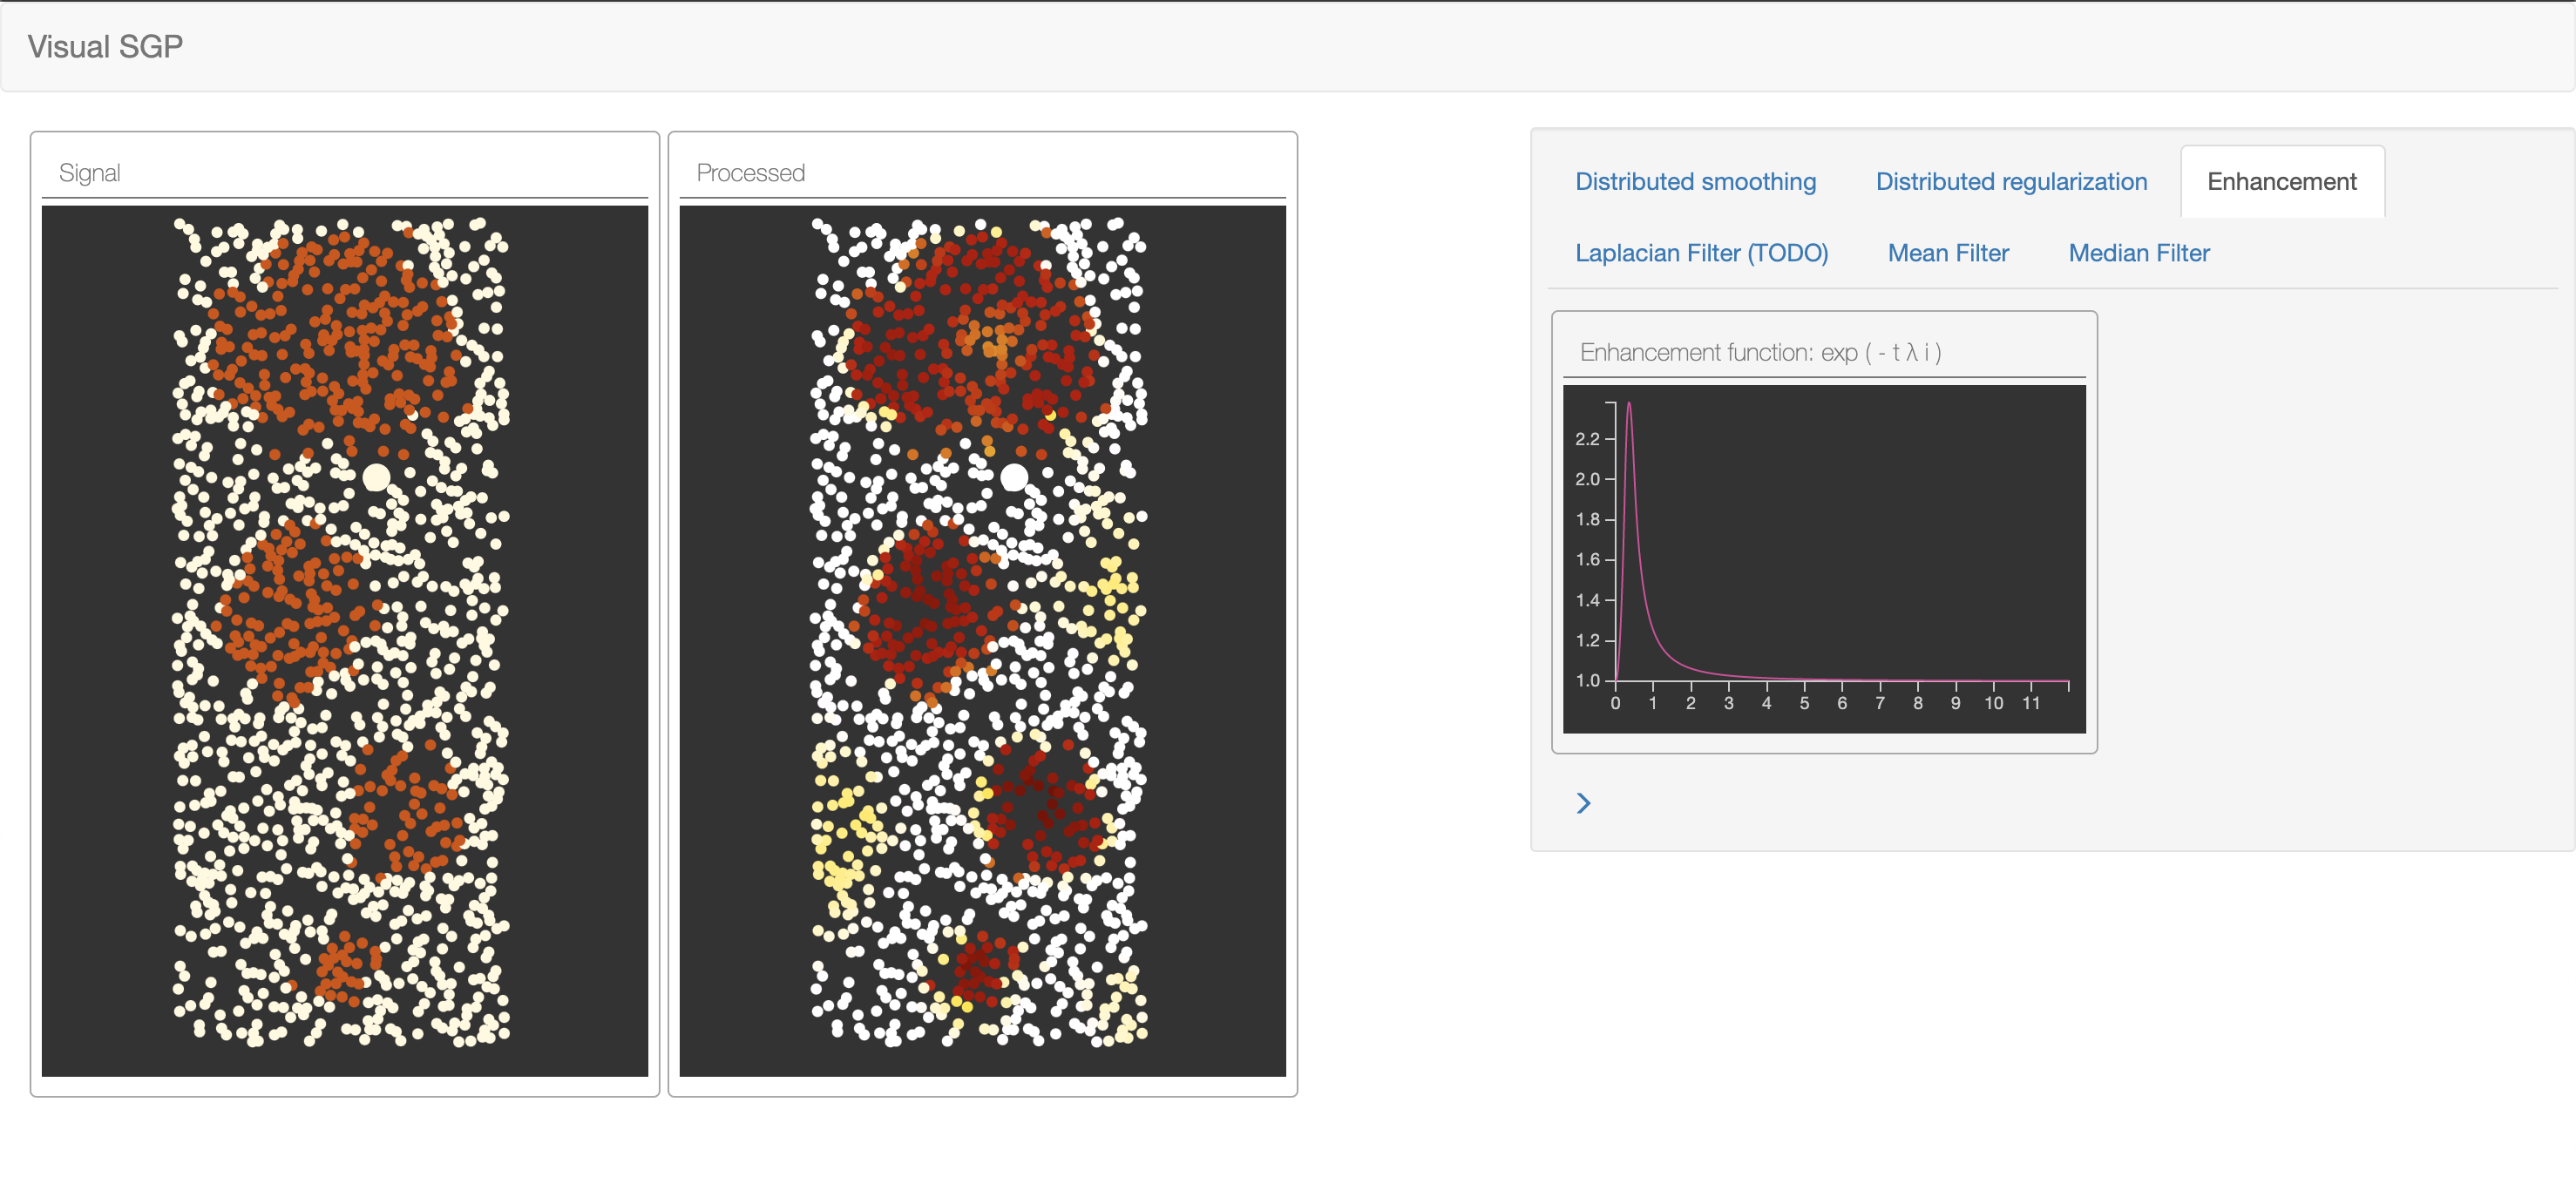 Visual SGP
Signal
Processed
Distributed smoothing
Distributed regularization
Enhancement
Laplacian Filter (TODO)
Mean Filter
Median Filter
Enhancement function: exp ( - t λ i )
2.2
2.0
1.8
1.6
1.4
1.2
1.0
0 1 2 3 4 5 6 7 8 9 10 11